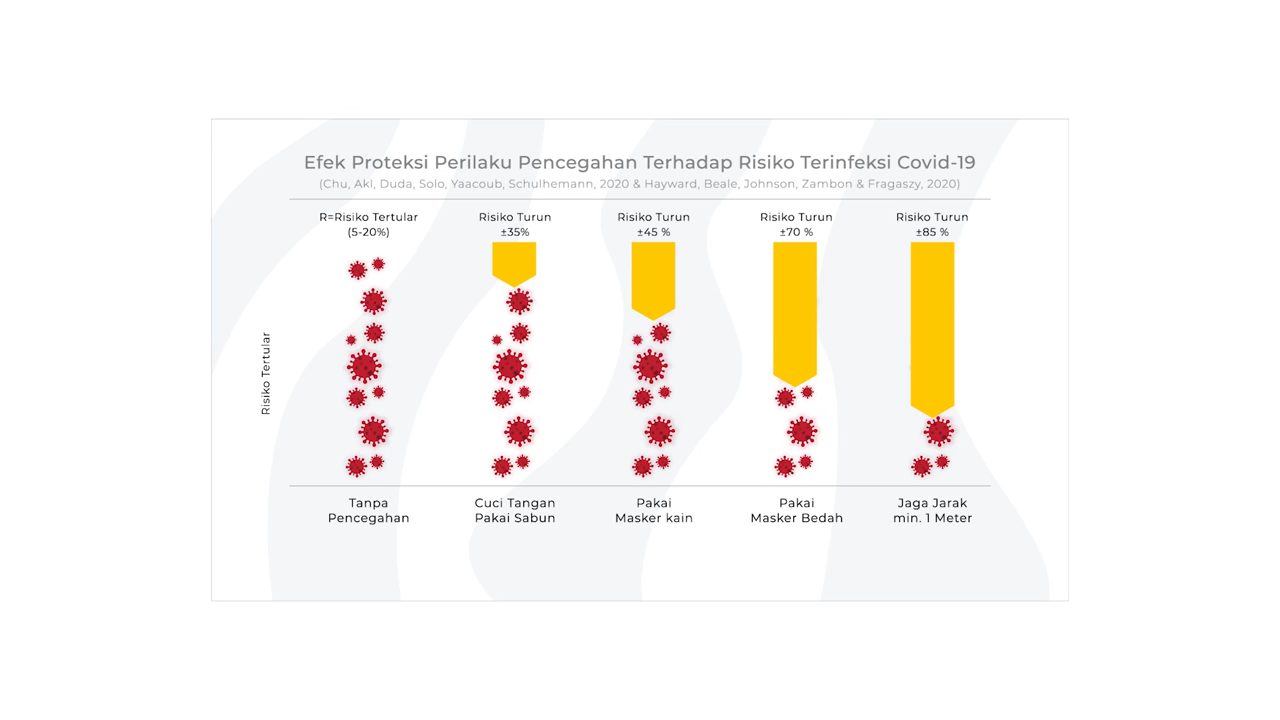 Efek Proteksi Perilaku Pencegahan Terhadap Risiko Terinfeksi Covid-19
(Chu, Akl, Duda, Solo, Yaacoub, Schulhemann, 2020 & Hayward, Beale, Johnson, Zambon & Fragaszy, 2020)
R=Risiko Tertular
(5-20%)
Risiko Turun
±35%
Risiko Turun
±45 %
Risiko Turun
±70 %
Risiko Turun
±85 %
Risiko Tertular
Tanpa
Pencegahan
Cuci Tangan
Pakai Sabun
Pakai
Masker kain
Pakai
Masker Bedah
Jaga Jarak
min. 1 Meter